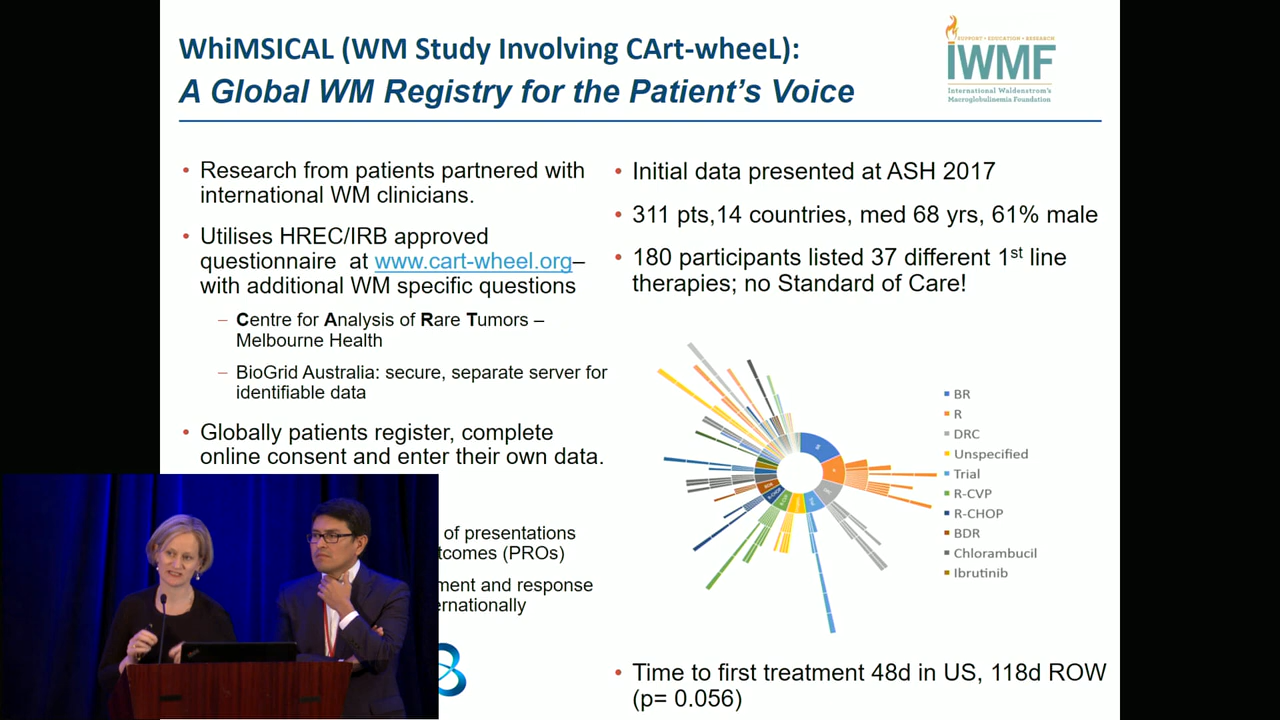 WhiMSICAL (WM Study Involving CArt-wheeL):
A Global WM Registry for the Patient's Voice
SUPPORT • EDUCATION • RESEARCH
IWMF
International Waldenstrom's
Macroglobulinemia Foundation
• Research from patients partnered with
international WM clinicians.
• Utilises HREC/IRB approved
questionnaire at www.cart-wheel.org–
with additional WM specific questions
– Centre for Analysis of Rare Tumors –
Melbourne Health
– BioGrid Australia: secure, separate server for
identifiable data
• Globally patients register, complete
online consent and enter their own data.
of presentations
tcomes (PROs)
ment and response
ernationally
• Initial data presented at ASH 2017
• 311 pts,14 countries, med 68 yrs, 61% male
• 180 participants listed 37 different 1st line
therapies; no Standard of Care!
BR
R
DRC
Unspecified
Trial
R-CVP
R-CHOP
BDR
Chlorambucil
Ibrutinib
• Time to first treatment 48d in US, 118d ROW
(p= 0.056)